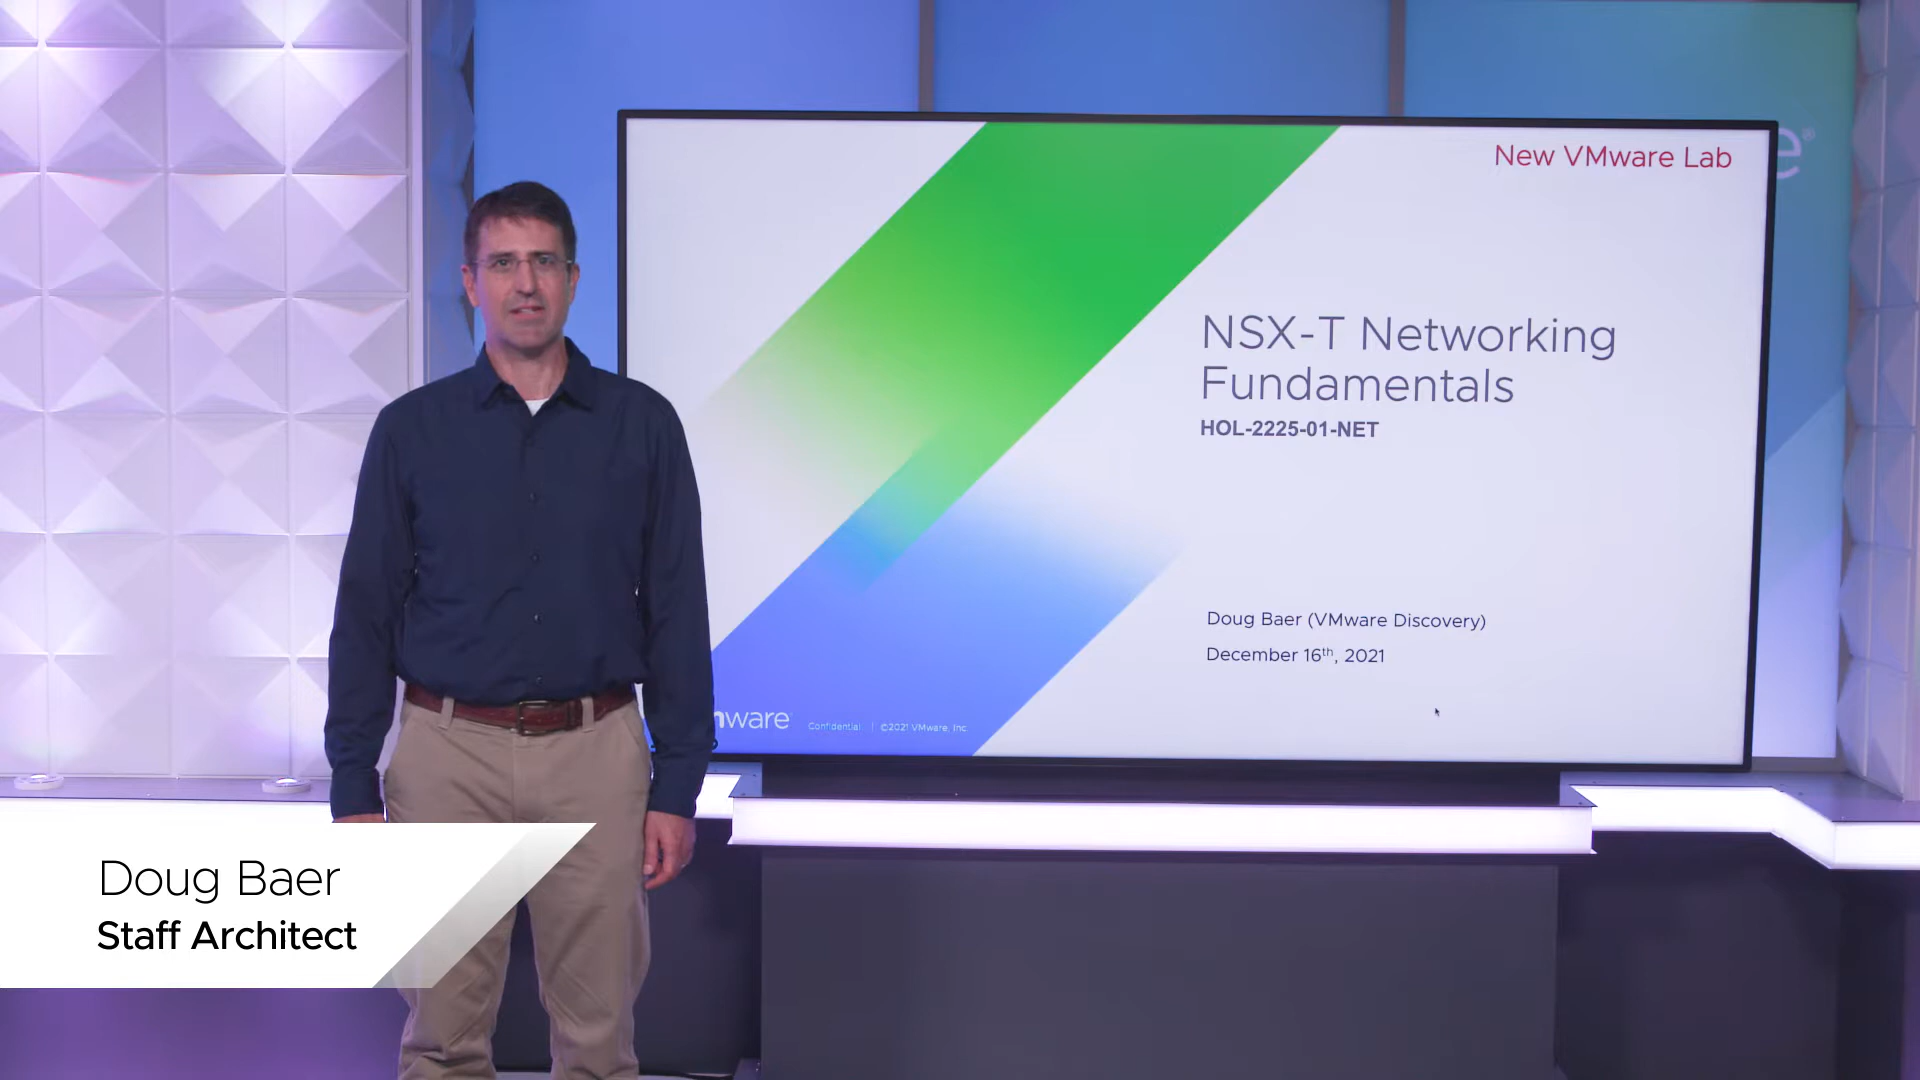 New VMware Lab
NSX-T Networking
Fundamentals
HOL-2225-01-NET
Doug Baer (VMware Discovery)
December 16th, 2021
mware
Confidential | ©2021 VMware, Inc.
Doug Baer
Staff Architect
e®